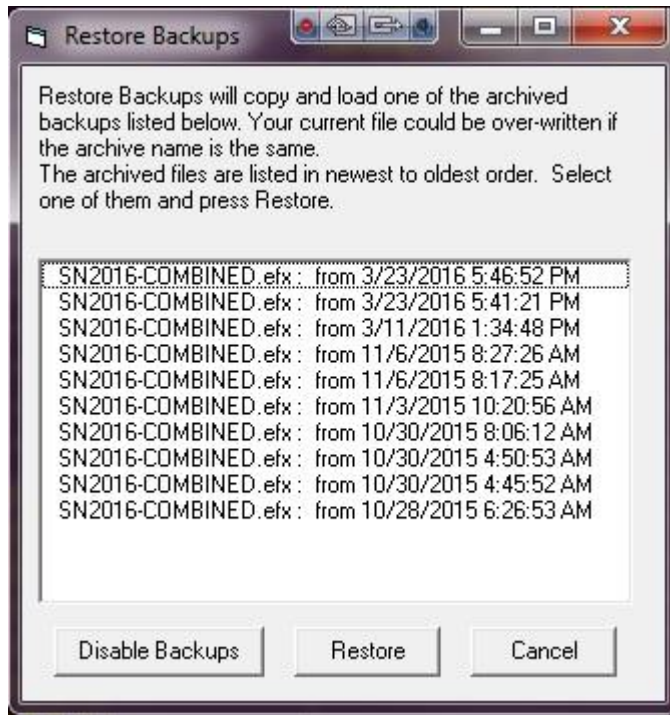 Restore Backups
Restore Backups will copy and load one of the archived
backups listed below. Your current file could be over-written if
the archive name is the same.
The archived files are listed in newest to oldest order.  Select
one of them and press Restore.
SN2016-COMBINED.efx :  from 3/23/2016 5:46:52 PM
SN2016-COMBINED.efx :  from 3/23/2016 5:41:21 PM
SN2016-COMBINED.efx :  from 3/11/2016 1:34:48 PM
SN2016-COMBINED.efx :  from 11/6/2015 8:27:26 AM
SN2016-COMBINED.efx :  from 11/6/2015 8:17:25 AM
SN2016-COMBINED.efx :  from 11/3/2015 10:20:56 AM
SN2016-COMBINED.efx :  from 10/30/2015 8:06:12 AM
SN2016-COMBINED.efx :  from 10/30/2015 4:50:53 AM
SN2016-COMBINED.efx :  from 10/30/2015 4:45:52 AM
SN2016-COMBINED.efx :  from 10/28/2015 6:26:53 AM
Disable Backups
Restore
Cancel